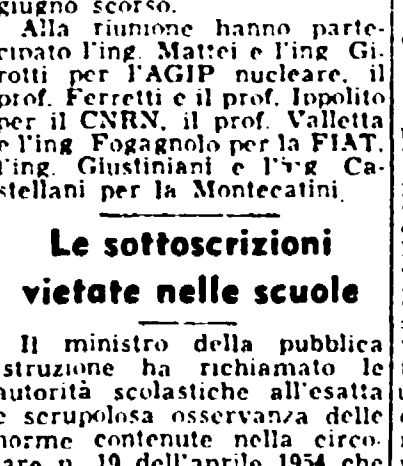 giugno scorso.
Alla riunione hanno parte-
cipato l'ing. Mattei e l'ing Gi-
rotti per l'AGIP nucleare, il
prof. Ferretti e il prof. Ippolito
per il CNRN, il prof. Valletta
e l'ing Fogagnolo per la FIAT,
l'ing. Giustiniani e l'ing Ca-
stellani per la Montecatini.
Le sottoscrizioni
vietate nelle scuole
Il ministro della pubblica
istruzione ha richiamato le
autorità scolastiche all'esatta
e scrupolosa osservanza delle
norme contenute nella circo-
lare n. 19 dell'aprile 1954 che